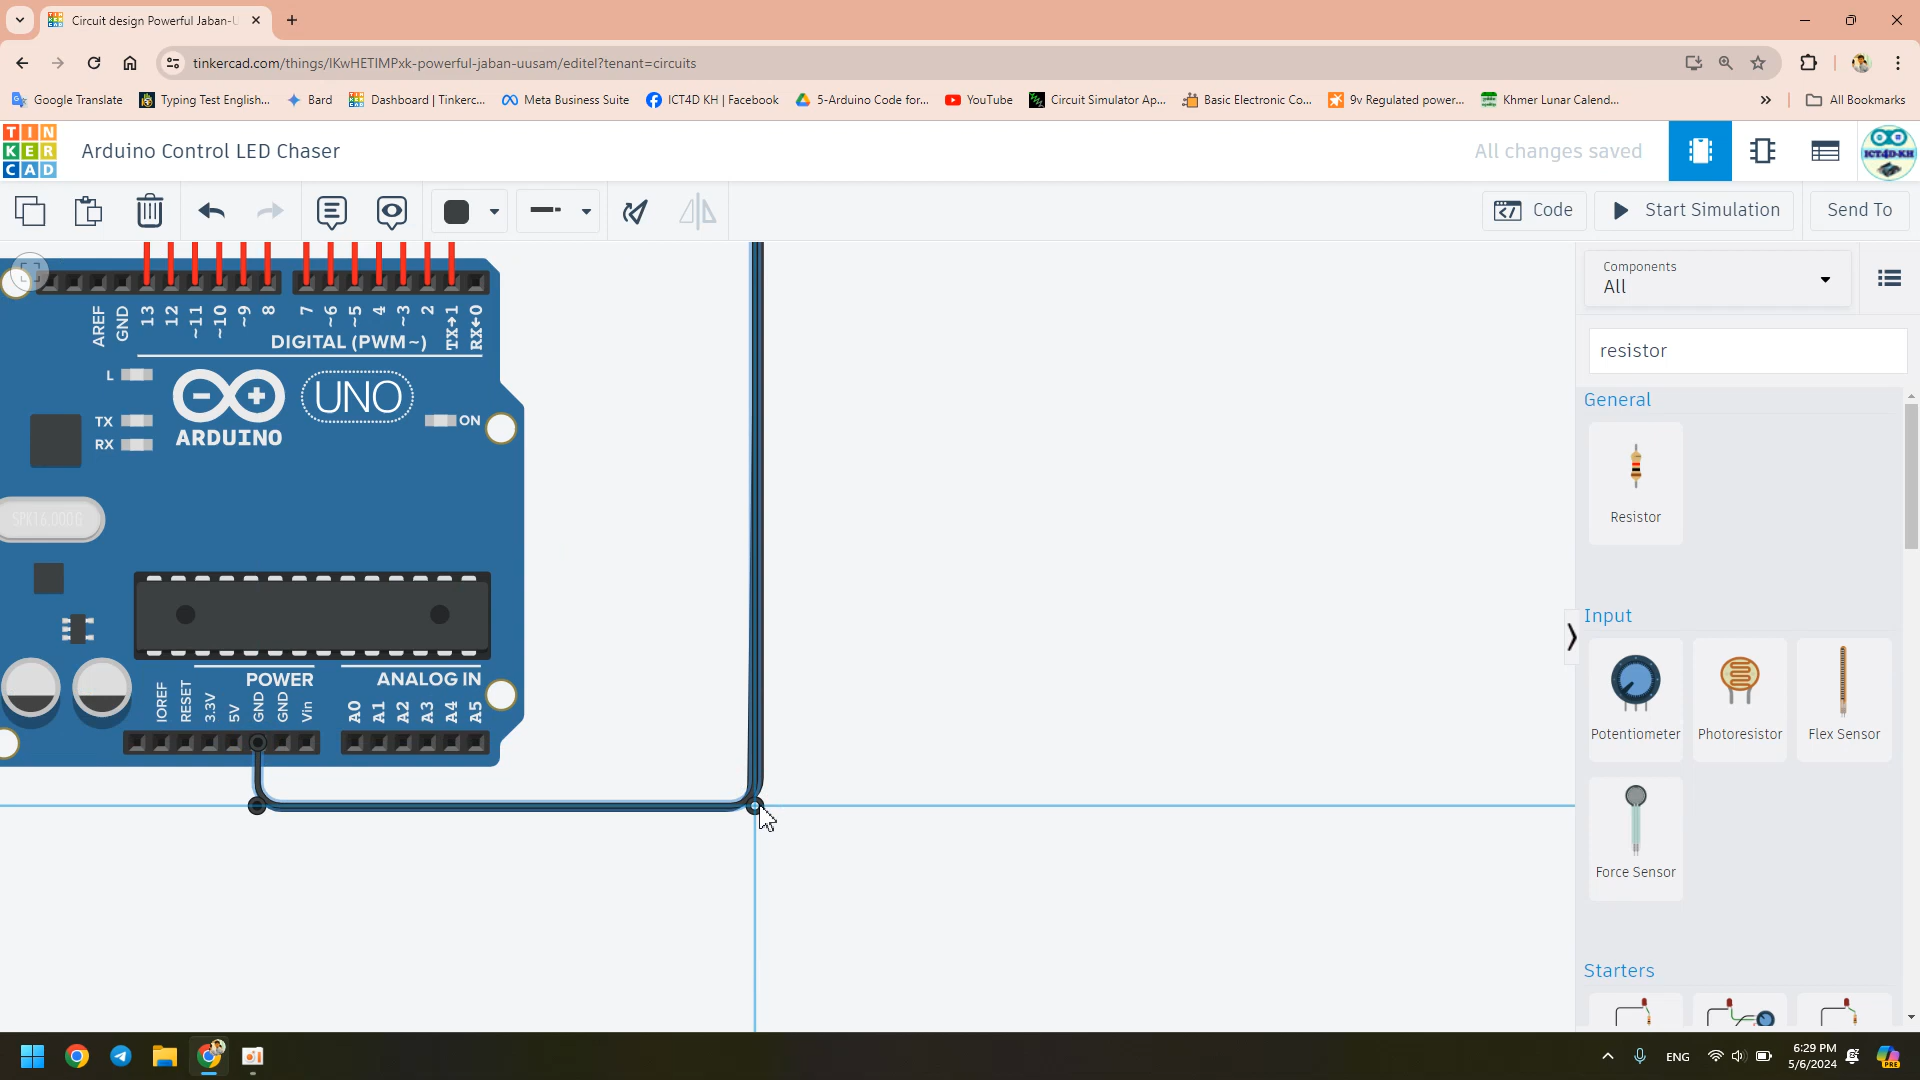 Circuit design Powerful Jaban-U
tinkercad.com/things/lKwHETIMPxk-powerful-jaban-uusam/editel?tenant=circuits
Google Translate
Typing Test English...
Bard
Dashboard | Tinkerc...
Meta Business Suite
ICT4D KH | Facebook
5-Arduino Code for...
YouTube
Circuit Simulator Ap...
Basic Electronic Co...
9v Regulated power...
Khmer Lunar Calend...
All Bookmarks
TIN
KER
CAD
Arduino Control LED Chaser
All changes saved
ICT4D-KH
Code
Start Simulation
Send To
Components
All
resistor
General
Resistor
Input
Potentiometer
Photoresistor
Flex Sensor
Force Sensor
Starters
AREF
GND
13
12
~11
~10
~9
8
7
~6
~5
4
~3
2
TX→1
RX←0
DIGITAL (PWM~)
L
TX
RX
UNO
ARDUINO
ON
SPK16.000G
POWER
ANALOG IN
IOREF
RESET
3.3V
5V
GND
GND
Vin
A0
A1
A2
A3
A4
A5
ENG
6:29 PM
5/6/2024
PRE